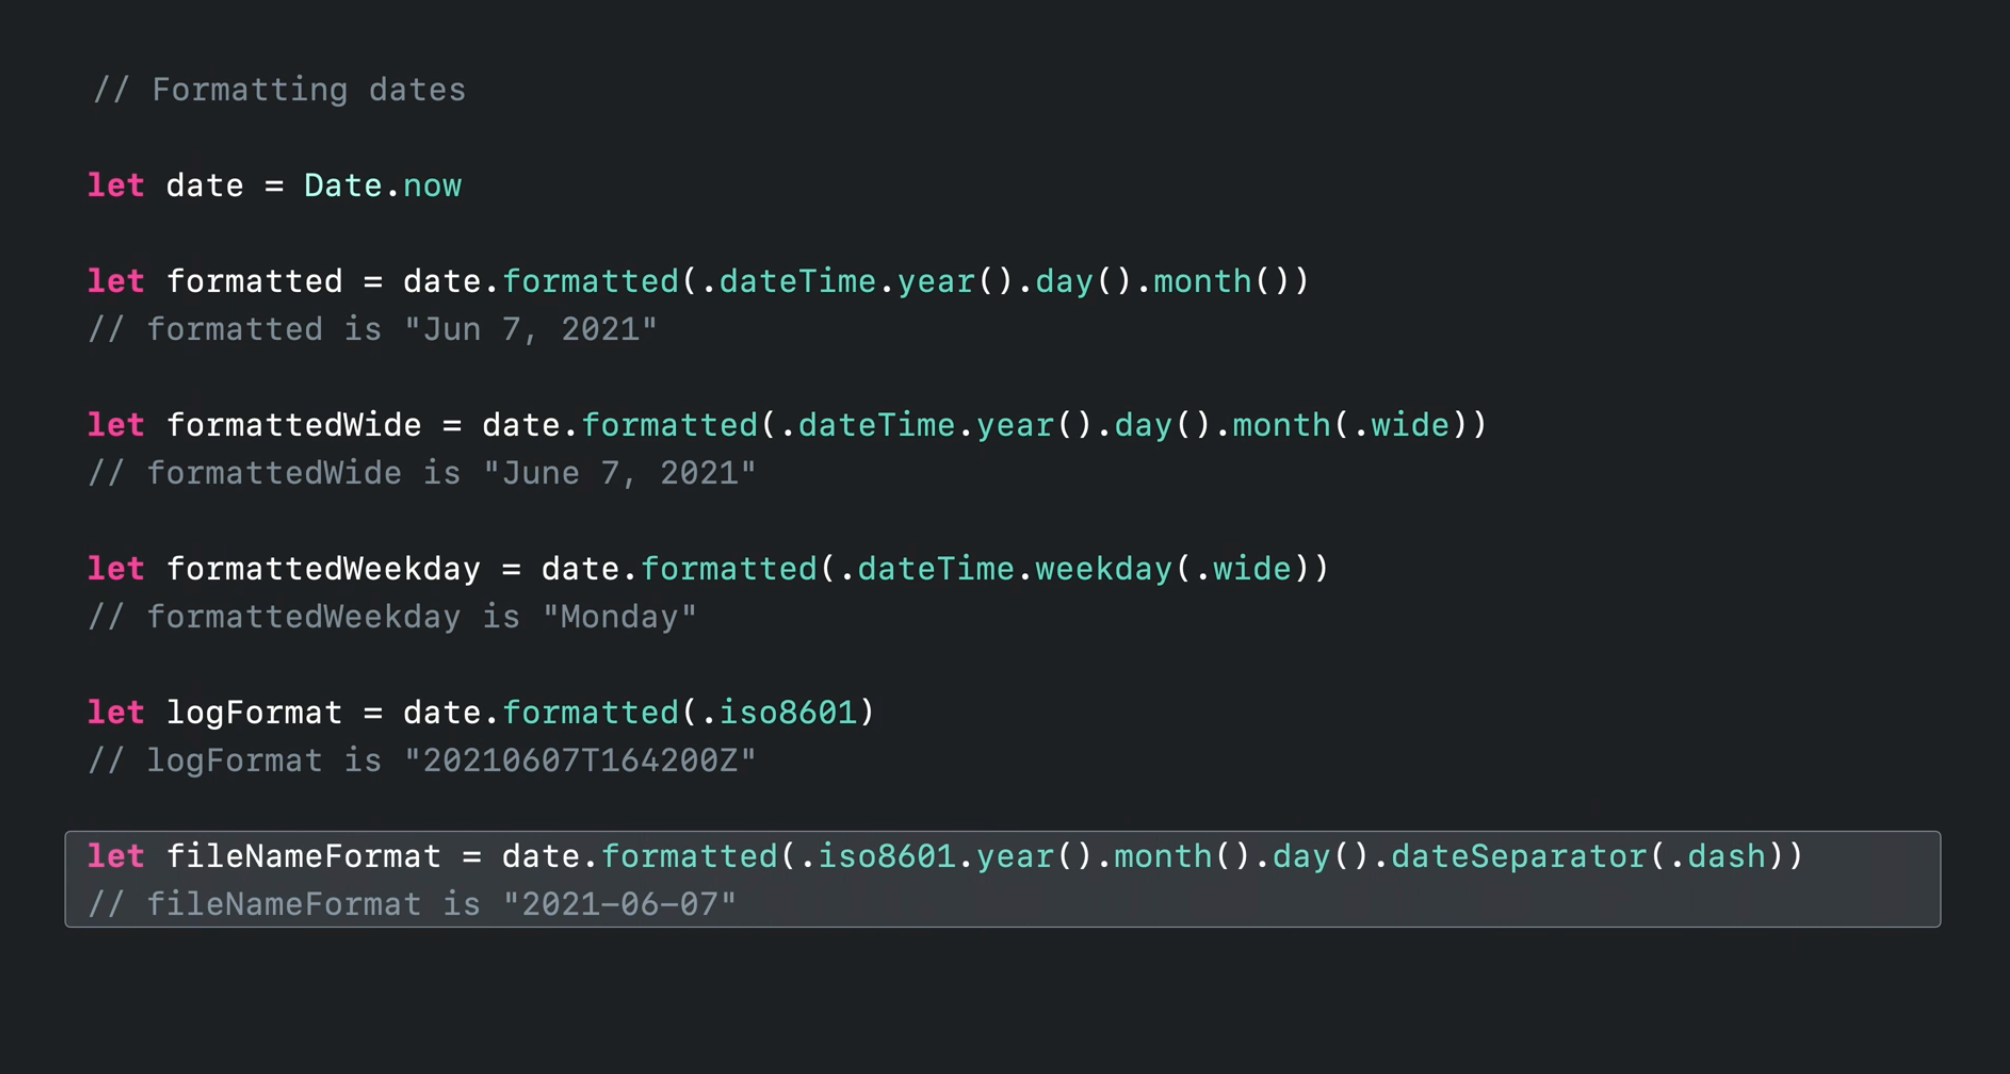 // Formatting dates
let date = Date.now
let formatted = date.formatted(.dateTime.year().day().month())
// formatted is "Jun 7, 2021"
let formattedWide = date.formatted(.dateTime.year().day().month(.wide))
// formattedWide is "June 7, 2021"
let formattedWeekday = date.formatted(.dateTime.weekday(.wide))
// formattedWeekday is "Monday"
let logFormat = date.formatted(.iso8601)
// logFormat is "20210607T164200Z"
let fileNameFormat = date.formatted(.iso8601.year().month().day().dateSeparator(.dash))
// fileNameFormat is "2021-06-07"